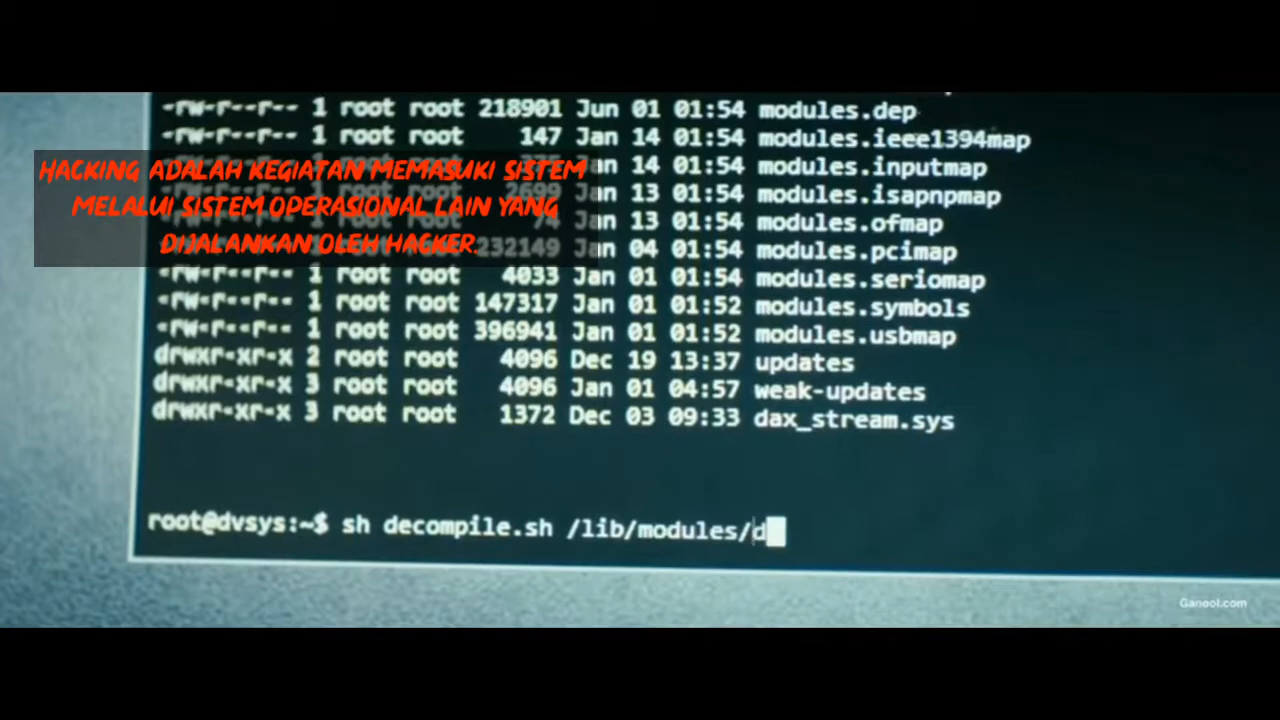 -rw-r--r-- 1 root root 218901 Jun 01 01:54 modules.dep
-rw-r--r-- 1 root root 147 Jan 14 01:54 modules.ieee1394map
14 01:54 modules.inputmap
2699 Jan 13 01:54 modules.isapnpmap
74 Jan 13 01:54 modules.ofmap
232149 Jan 04 01:54 modules.pcimap
-rw-r--r-- 1 root root 4033 Jan 01 01:54 modules.seriomap
-rw-r--r-- 1 root root 147317 Jan 01 01:52 modules.symbols
-rw-r--r-- 1 root root 396941 Jan 01 01:52 modules.usbmap
drwxr-xr-x 2 root root 4096 Dec 19 13:37 updates
drwxr-xr-x 3 root root 4096 Jan 01 04:57 weak-updates
drwxr-xr-x 3 root root 1372 Dec 03 09:33 dax_stream.sys
HACKING ADALAH KEGIATAN MEMASUKI SISTEM
MELALUI SISTEM OPERASIONAL LAIN YANG
DIJALANKAN OLEH HACKER.
root@dvsys:~$ sh decompile.sh /lib/modules/d
Ganool.com